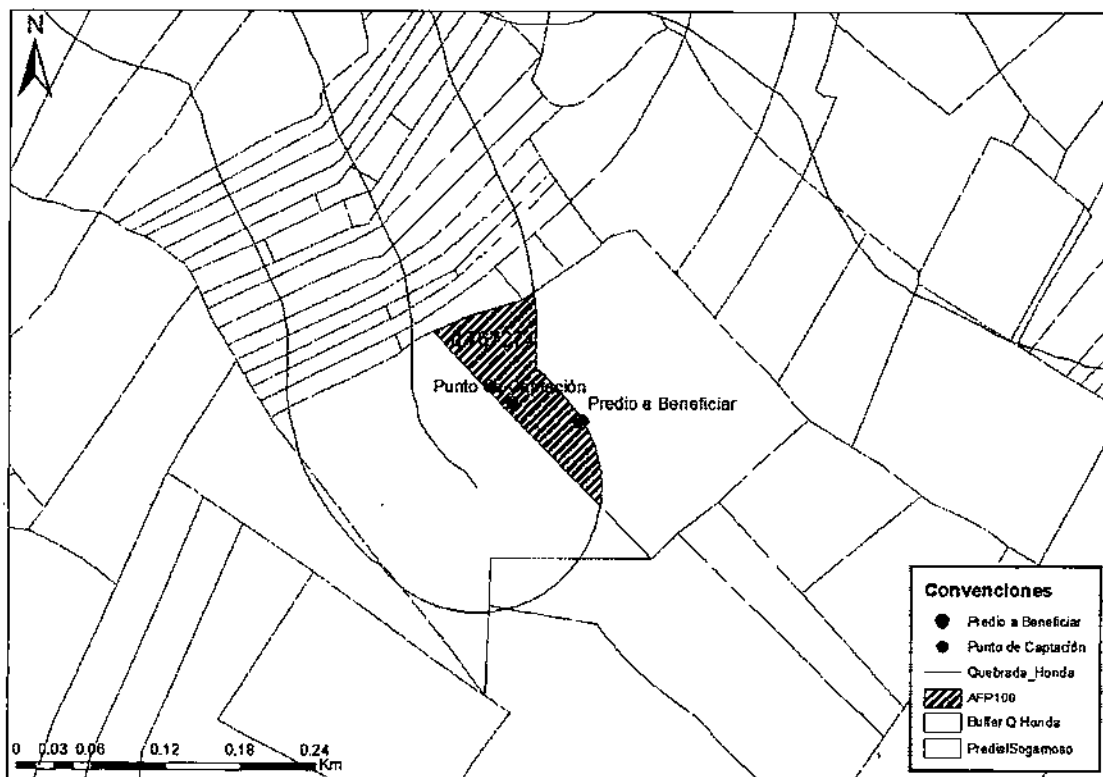 N
Punto de Captación
Predio a Beneficiar
Convenciones
Predio a Beneficiar
Punto de Captación
Quebrada_Honda
AFP100
Buffer Q Honda
PredialSogamoso
0 0.03 0.06 0.12 0.18 0.24
Km